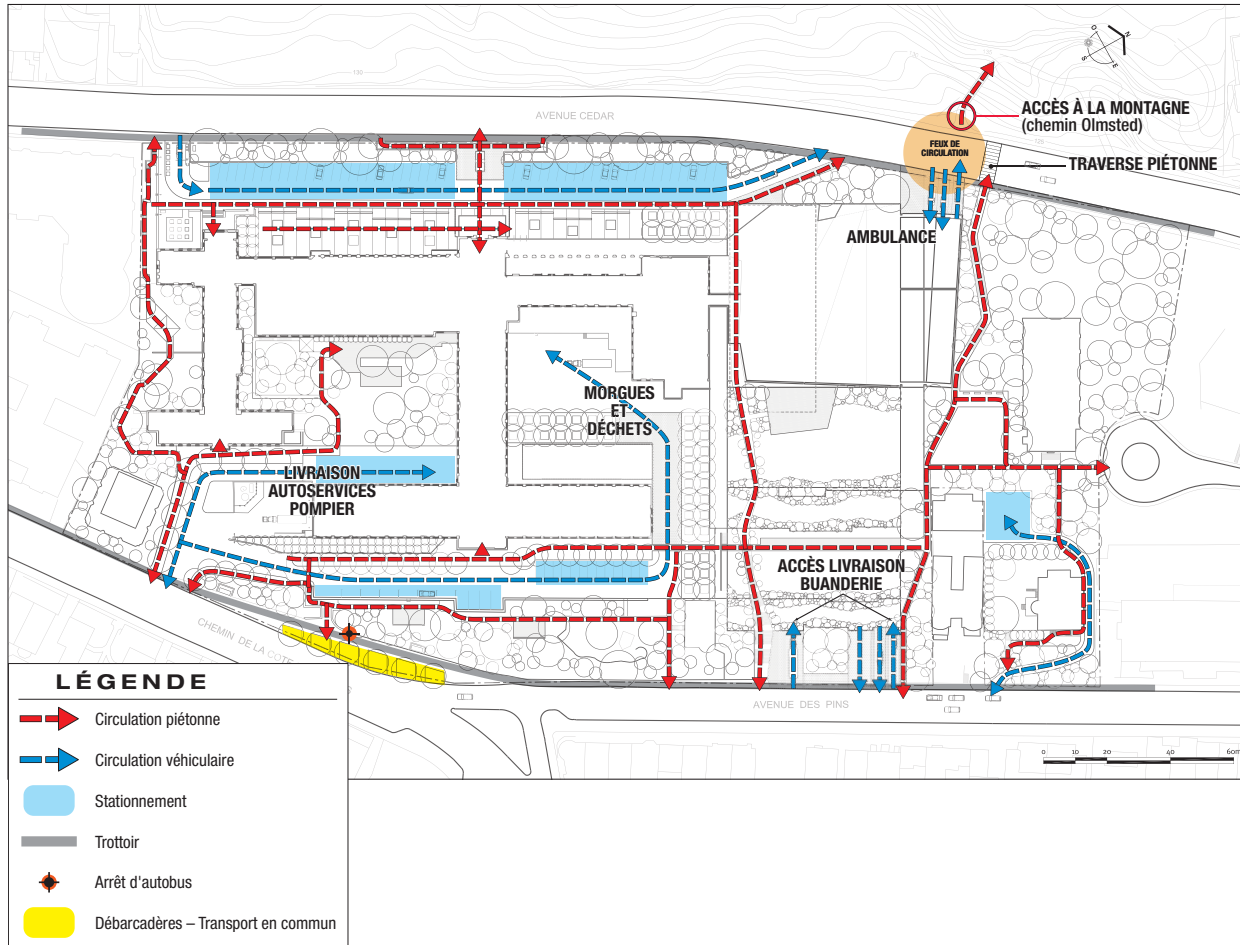 AVENUE CEDAR
O
N
S
E
ACCÈS À LA MONTAGNE
(chemin Olmsted)
FEUX DE
CIRCULATION
TRAVERSE PIÉTONNE
AMBULANCE
MORGUES
ET
DÉCHETS
LIVRAISON
AUTOSERVICES
POMPIER
ACCÈS LIVRAISON
BUANDERIE
CHEMIN DE LA COTE
AVENUE DES PINS
0 10 20 40 60m
LÉGENDE
Circulation piétonne
Circulation véhiculaire
Stationnement
Trottoir
Arrêt d'autobus
Débarcadères – Transport en commun